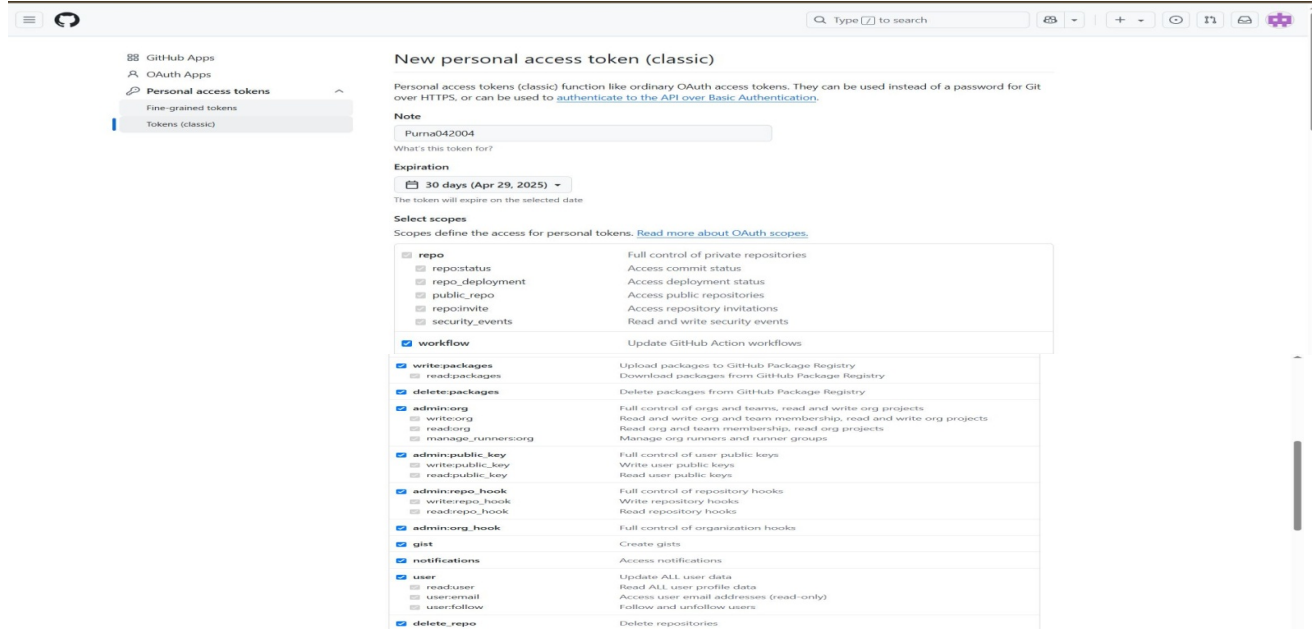 Type / to search
GitHub Apps
OAuth Apps
Personal access tokens
Fine-grained tokens
Tokens (classic)
New personal access token (classic)
Personal access tokens (classic) function like ordinary OAuth access tokens. They can be used instead of a password for Git
over HTTPS, or can be used to authenticate to the API over Basic Authentication.
Note
Purna042004
What's this token for?
Expiration
30 days (Apr 29, 2025)
The token will expire on the selected date
Select scopes
Scopes define the access for personal tokens. Read more about OAuth scopes.
repo Full control of private repositories
repo:status Access commit status
repo_deployment Access deployment status
public_repo Access public repositories
repo:invite Access repository invitations
security_events Read and write security events
workflow Update GitHub Action workflows
write:packages Upload packages to GitHub Package Registry
read:packages Download packages from GitHub Package Registry
delete:packages Delete packages from GitHub Package Registry
admin:org Full control of orgs and teams, read and write org projects
write:org Read and write org and team membership, read and write org projects
read:org Read org and team membership, read org projects
manage_runners:org Manage org runners and runner groups
admin:public_key Full control of user public keys
write:public_key Write user public keys
read:public_key Read user public keys
admin:repo_hook Full control of repository hooks
write:repo_hook Write repository hooks
read:repo_hook Read repository hooks
admin:org_hook Full control of organization hooks
gist Create gists
notifications Access notifications
user Update ALL user data
read:user Read ALL user profile data
user:email Access user email addresses (read-only)
user:follow Follow and unfollow users
delete_repo Delete repositories